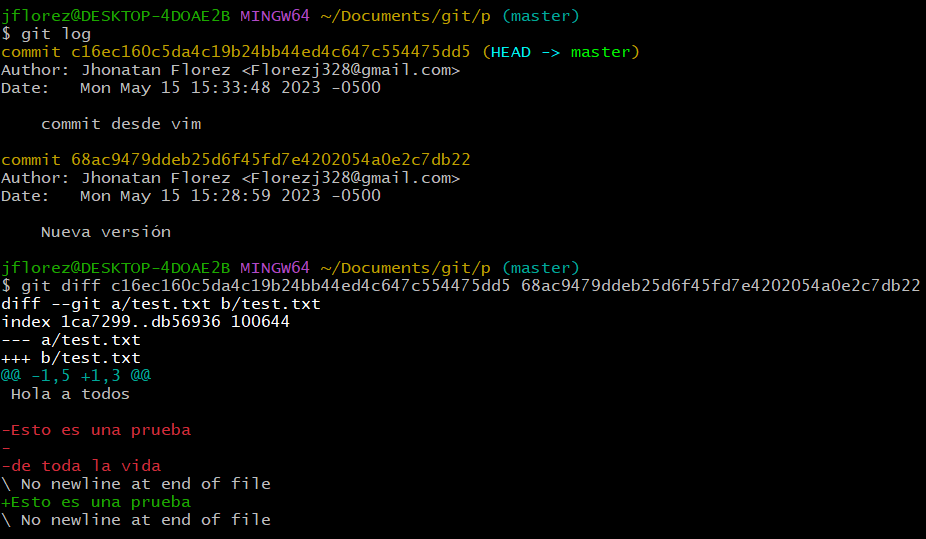 jflorez@DESKTOP-4DOAE2B MINGW64 ~/Documents/git/p (master)
$ git log
commit c16ec160c5da4c19b24bb44ed4c647c554475dd5 (HEAD -> master)
Author: Jhonatan Florez <Florezj328@gmail.com>
Date:   Mon May 15 15:33:48 2023 -0500

    commit desde vim

commit 68ac9479ddeb25d6f45fd7e4202054a0e2c7db22
Author: Jhonatan Florez <Florezj328@gmail.com>
Date:   Mon May 15 15:28:59 2023 -0500

    Nueva versión

jflorez@DESKTOP-4DOAE2B MINGW64 ~/Documents/git/p (master)
$ git diff c16ec160c5da4c19b24bb44ed4c647c554475dd5 68ac9479ddeb25d6f45fd7e4202054a0e2c7db22
diff --git a/test.txt b/test.txt
index 1ca7299..db56936 100644
--- a/test.txt
+++ b/test.txt
@@ -1,5 +1,3 @@
 Hola a todos

-Esto es una prueba
-
-de toda la vida
\ No newline at end of file
+Esto es una prueba
\ No newline at end of file